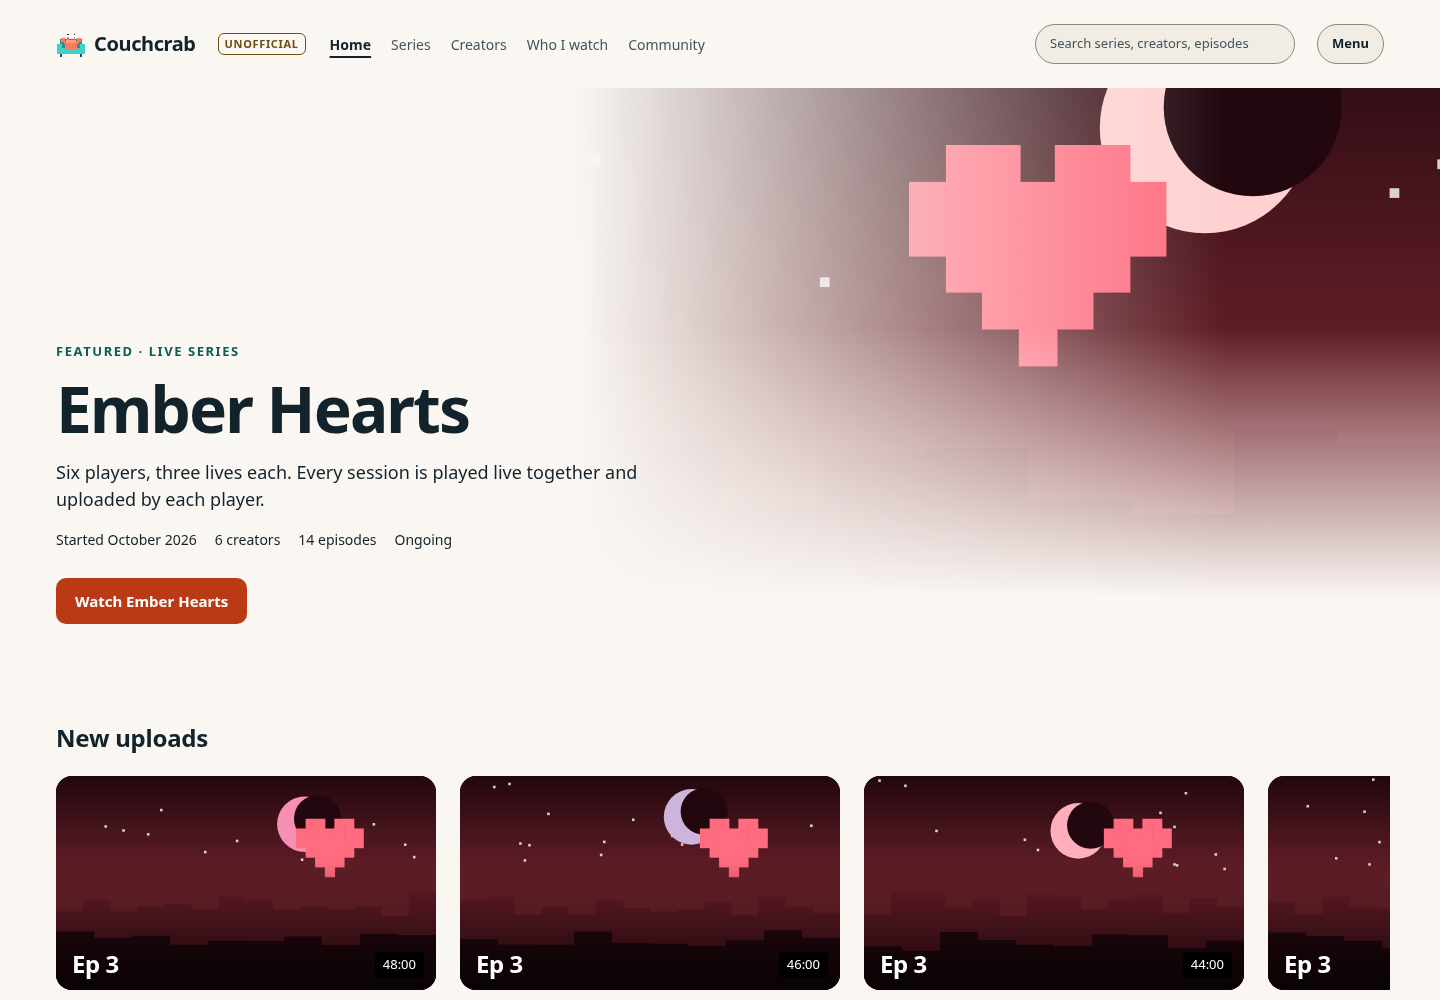 Couchcrab
UNOFFICIAL
Home
Series
Creators
Who I watch
Community
Search series, creators, episodes
Menu
FEATURED · LIVE SERIES
Ember Hearts
Six players, three lives each. Every session is played live together and
uploaded by each player.
Started October 2026
6 creators
14 episodes
Ongoing
Watch Ember Hearts
New uploads
Ep 3
48:00
Ep 3
46:00
Ep 3
44:00
Ep 3